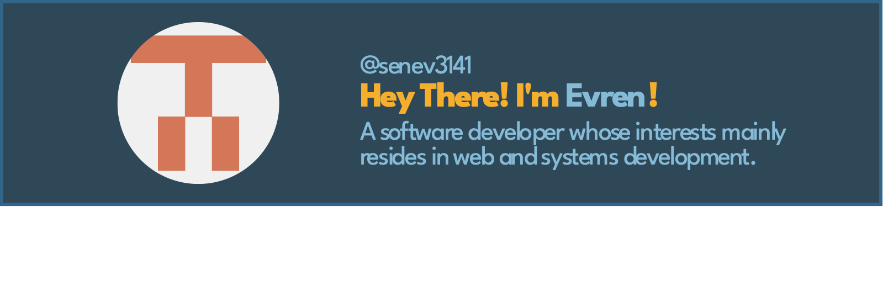 @senev3141
Hey There! I'm Evren!
A software developer whose interests mainly
resides in web and systems development.